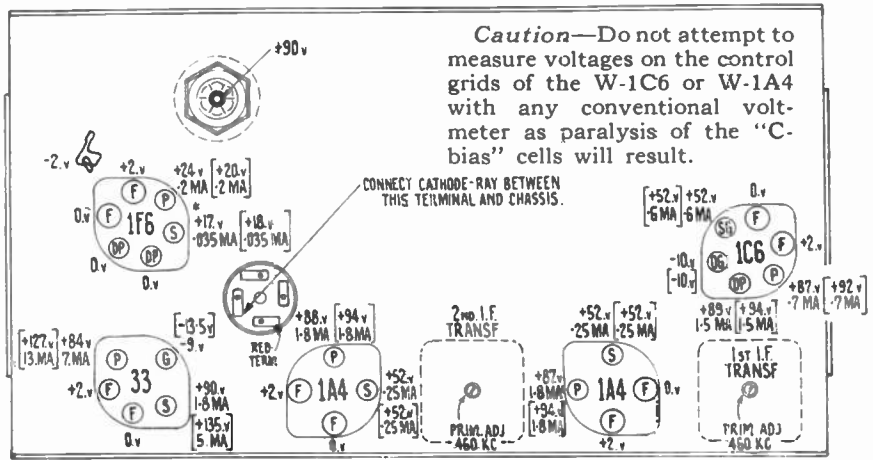 +90.v
Caution—Do not attempt to
measure voltages on the control
grids of the W-1C6 or W-1A4
with any conventional volt-
meter as paralysis of the "C-
bias" cells will result.
-2.v
+2.v
+24.v [+20.v
.2 MA .2 MA]
CONNECT CATHODE-RAY BETWEEN
THIS TERMINAL AND CHASSIS.
F
P
0.v
F
1F6
S
DP
DP
*
+17.v [+18.v
.035 MA .035 MA]
0.v
0.v
[+52.v +52.v
.6 MA] .6 MA
0.v
SG
F
1C6
F
+2.v
-10.v
[-10.v]
OG
DP
P
+87.v [+92.v
.7 MA .7 MA]
+89.v [+94.v
1.5 MA 1.5 MA]
RED
TERM.
[+127.v +84.v
13. MA] 7. MA
[-13.5v]
-9.v
P
G
33
+2.v
F
F
S
0.v
+90.v
1.8 MA
[+135.v
5. MA]
+88.v [+94.v
1.8 MA 1.8 MA]
P
+2.v
F
1A4
S
F
0.v
+52.v
.25 MA
[+52.v
.25 MA]
2ND. I.F.
TRANSF
PRIM. ADJ
460 KC
+52.v [+52.v
.25 MA .25 MA]
S
+87.v
1.8 MA
[+94.v
1.8 MA]
P
1A4
F
0.v
F
+2.v
1ST I.F.
TRANSF
PRIM ADJ
460 KC